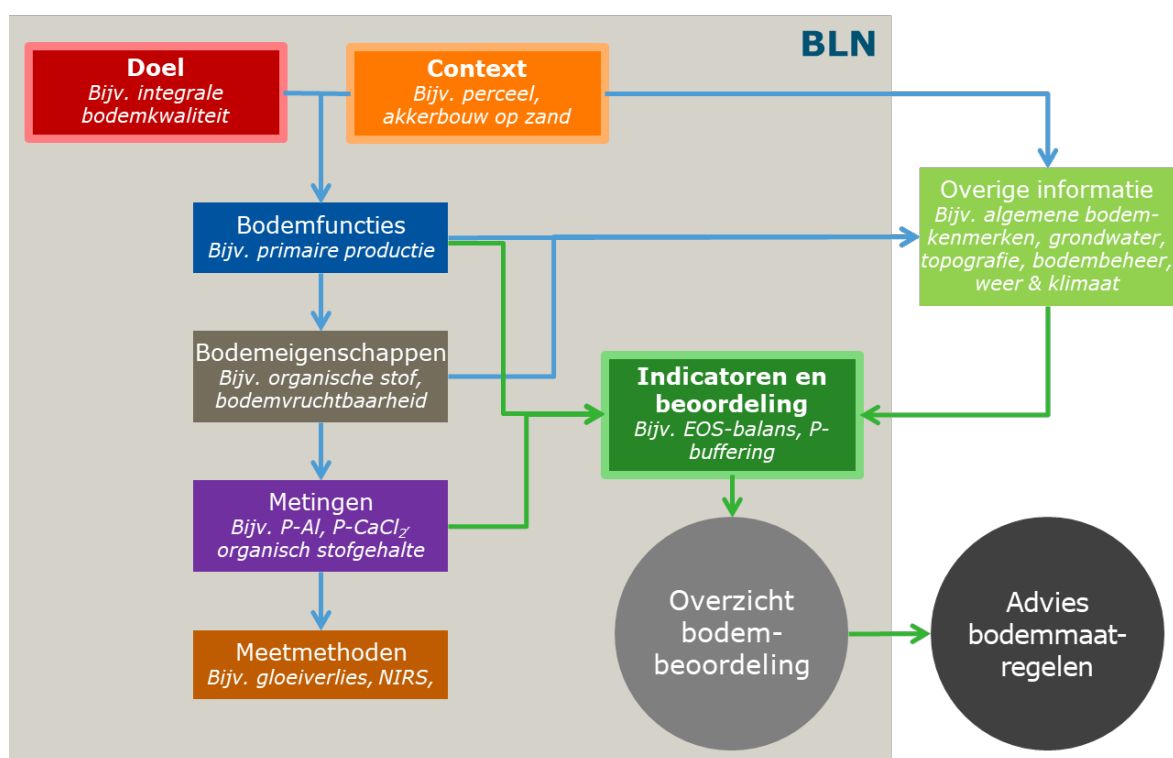 BLN
Doel
Bijv. integrale
bodemkwaliteit
Context
Bijv. perceel,
akkerbouw op zand
Overige informatie
Bijv. algemene bodem-
kenmerken, grondwater,
topografie, bodembeheer,
weer & klimaat
Bodemfuncties
Bijv. primaire productie
Bodemeigenschappen
Bijv. organische stof,
bodemvruchtbaarheid
Indicatoren en
beoordeling
Bijv. EOS-balans, P-
buffering
Metingen
Bijv. P-Al, P-CaCl₂,
organisch stofgehalte
Meetmethoden
Bijv. gloeiverlies, NIRS,
Overzicht
bodem-
beoordeling
Advies
bodemmaat-
regelen